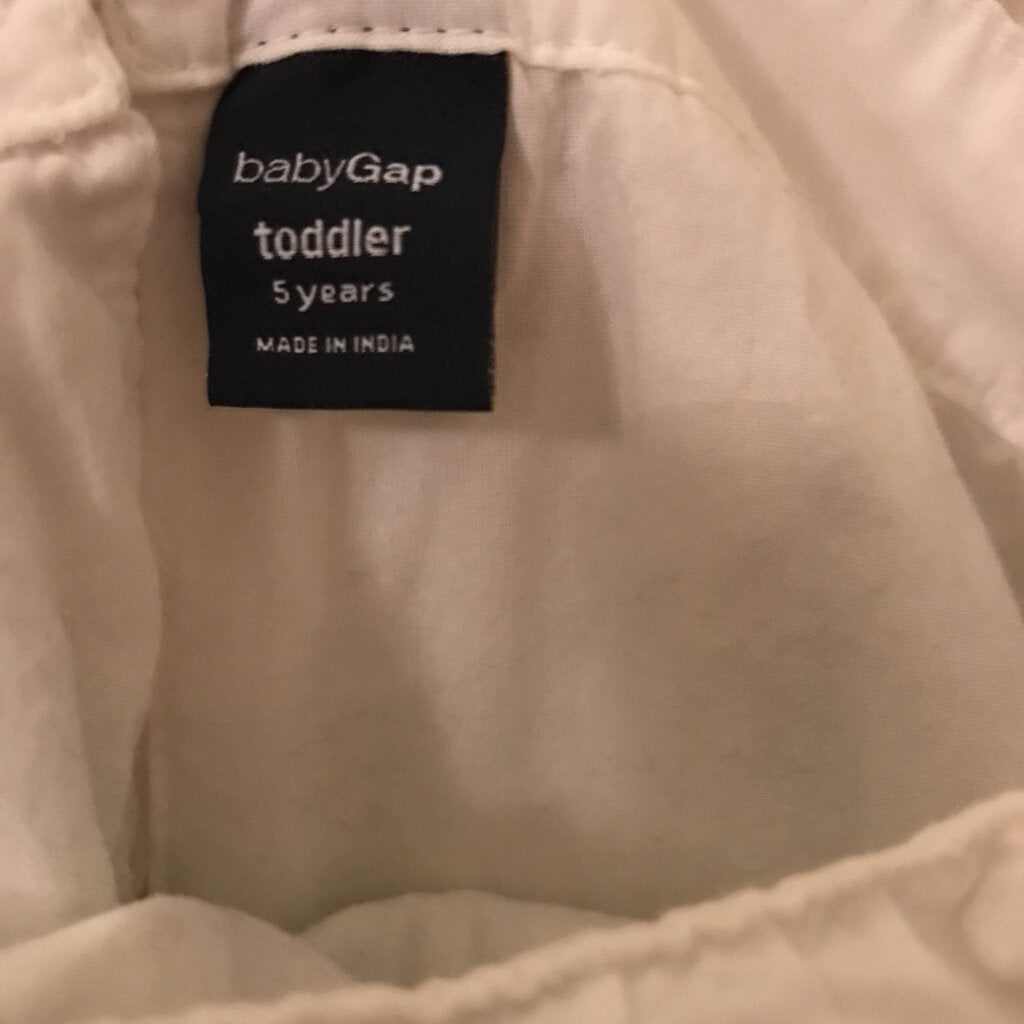 babyGap
toddler
5 years
MADE IN INDIA